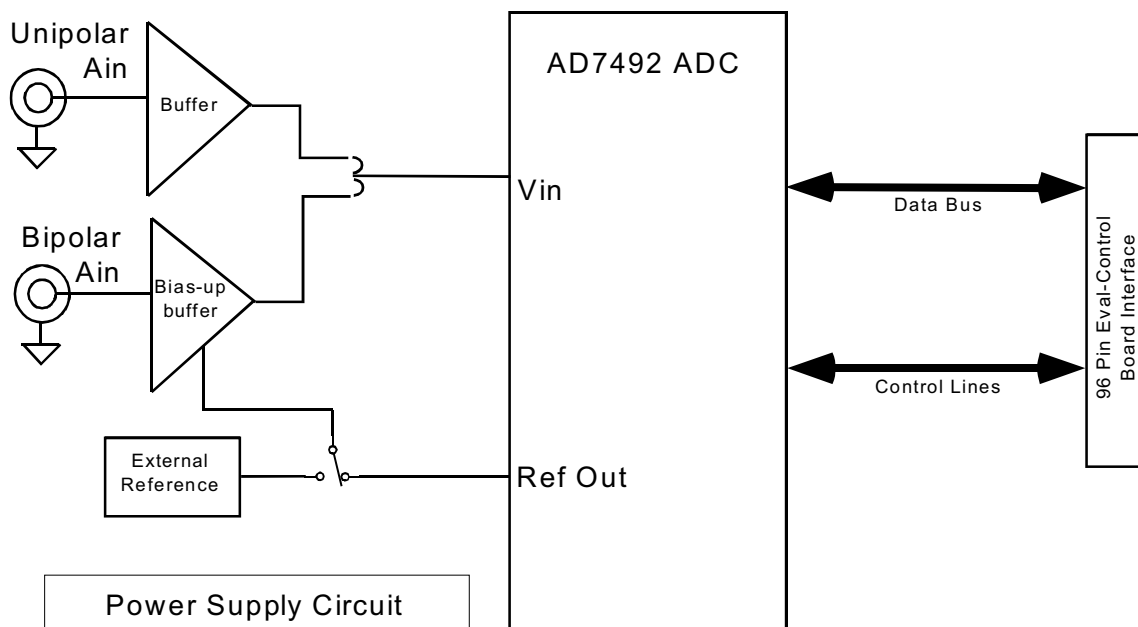 Unipolar
Ain
Buffer
Bipolar
Ain
Bias-up
buffer
External
Reference
Power Supply Circuit
AD7492 ADC
Vin
Ref Out
Data Bus
Control Lines
96 Pin Eval-Control
Board Interface